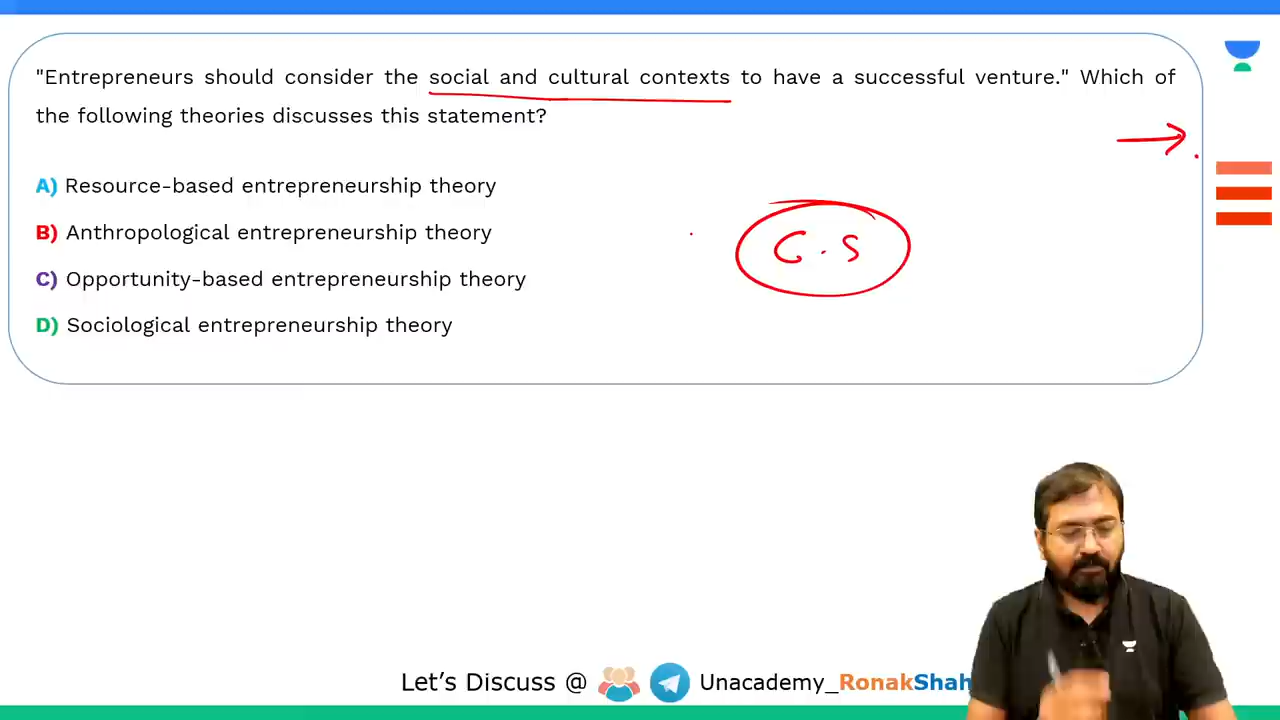 "Entrepreneurs should consider the social and cultural contexts to have a successful venture." Which of
the following theories discusses this statement?
A) Resource-based entrepreneurship theory
B) Anthropological entrepreneurship theory
C) Opportunity-based entrepreneurship theory
D) Sociological entrepreneurship theory
C.S
Let's Discuss @ Unacademy_RonakShah